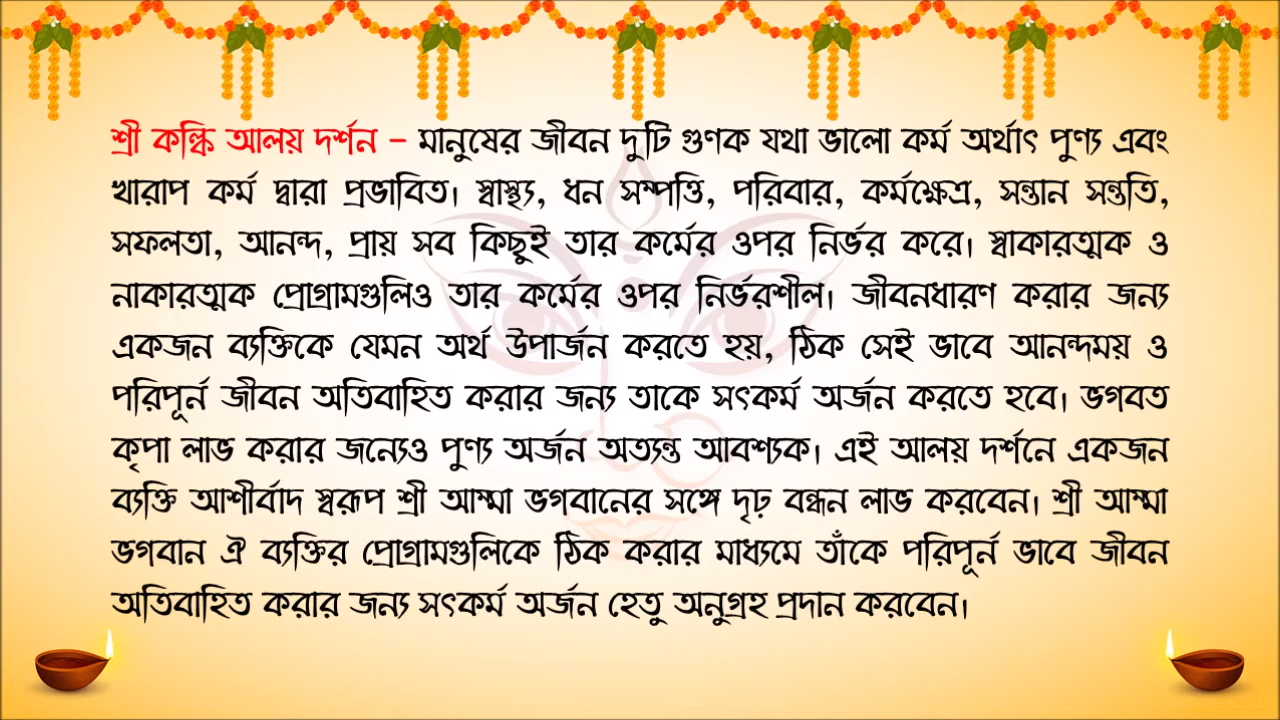 শ্রী কল্কি আলয় দর্শন – মানুষের জীবন দুটি গুণক যথা ভালো কর্ম অর্থাৎ পুণ্য এবং
খারাপ কর্ম দ্বারা প্রভাবিত। স্বাস্থ্য, ধন সম্পত্তি, পরিবার, কর্মক্ষেত্র, সন্তান সন্ততি,
সফলতা, আনন্দ, প্রায় সব কিছুই তার কর্মের ওপর নির্ভর করে। স্বাকারত্মক ও
নাকারত্মক প্রোগ্রামগুলিও তার কর্মের ওপর নির্ভরশীল। জীবনধারণ করার জন্য
একজন ব্যক্তিকে যেমন অর্থ উপার্জন করতে হয়, ঠিক সেই ভাবে আনন্দময় ও
পরিপূর্ন জীবন অতিবাহিত করার জন্য তাকে সৎকর্ম অর্জন করতে হবে। ভগবত
কৃপা লাভ করার জন্যেও পুণ্য অর্জন অত্যন্ত আবশ্যক। এই আলয় দর্শনে একজন
ব্যক্তি আশীর্বাদ স্বরূপ শ্রী আম্মা ভগবানের সঙ্গে দৃঢ় বন্ধন লাভ করবেন। শ্রী আম্মা
ভগবান ঐ ব্যক্তির প্রোগ্রামগুলিকে ঠিক করার মাধ্যমে তাঁকে পরিপূর্ন ভাবে জীবন
অতিবাহিত করার জন্য সৎকর্ম অর্জন হেতু অনুগ্রহ প্রদান করবেন।